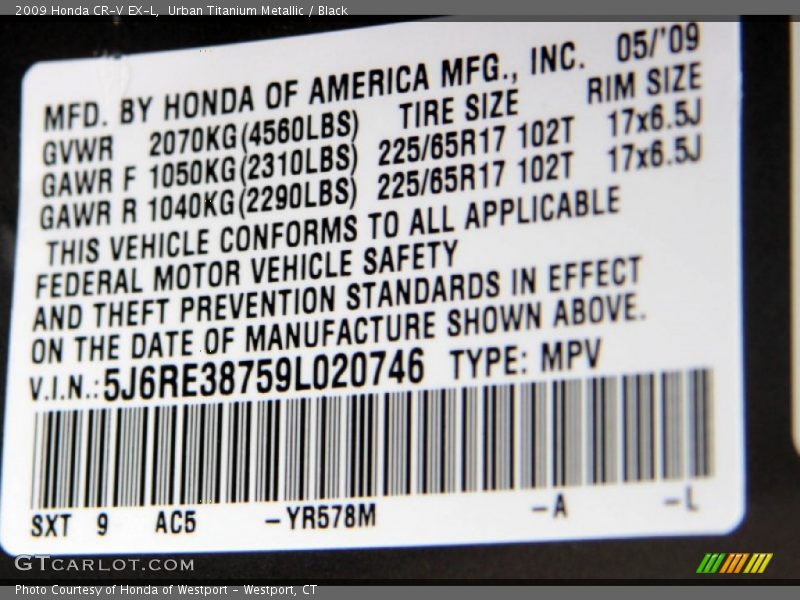 2009 Honda CR-V EX-L, Urban Titanium Metallic / Black
MFD. BY HONDA OF AMERICA MFG., INC. 05/'09
GVWR 2070KG(4560LBS) TIRE SIZE RIM SIZE
GAWR F 1050KG(2310LBS) 225/65R17 102T 17x6.5J
GAWR R 1040KG(2290LBS) 225/65R17 102T 17x6.5J
THIS VEHICLE CONFORMS TO ALL APPLICABLE
FEDERAL MOTOR VEHICLE SAFETY
AND THEFT PREVENTION STANDARDS IN EFFECT
ON THE DATE OF MANUFACTURE SHOWN ABOVE.
V.I.N.:5J6RE38759L020746 TYPE: MPV
SXT 9 AC5 -YR578M -A -L
GTCARLOT.COM
Photo Courtesy of Honda of Westport - Westport, CT